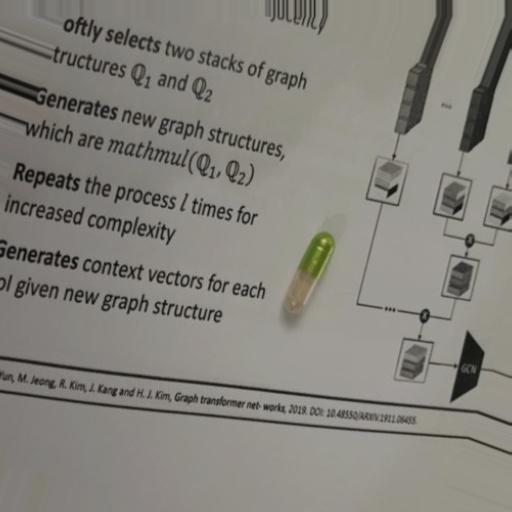 oftly selects two stacks of graph
tructures ℚ1 and ℚ2
Generates new graph structures,
which are mathmul(ℚ1, ℚ2)
Repeats the process l times for
increased complexity
Generates context vectors for each
ol given new graph structure
GCN
Yun, M. Jeong, R. Kim, J. Kang and H. J. Kim, Graph transformer net- works, 2019. DOI: 10.48550/ARXIV.1911.06455.